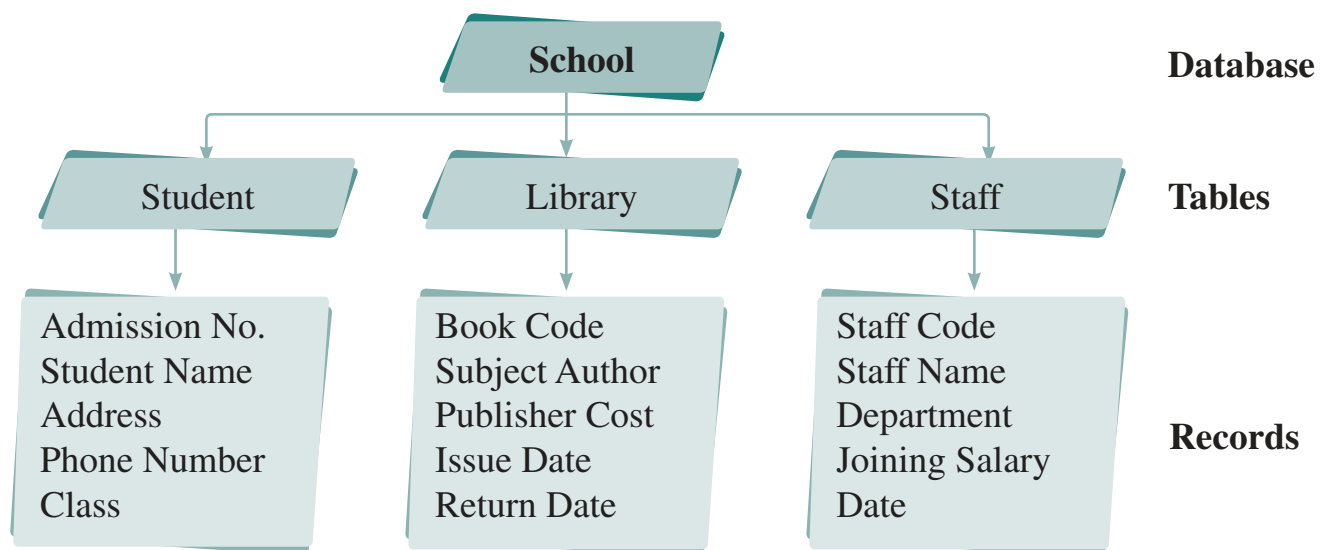 School
Database
Student
Library
Staff
Tables
Admission No.
Student Name
Address
Phone Number
Class
Book Code
Subject Author
Publisher Cost
Issue Date
Return Date
Staff Code
Staff Name
Department
Joining Salary
Date
Records